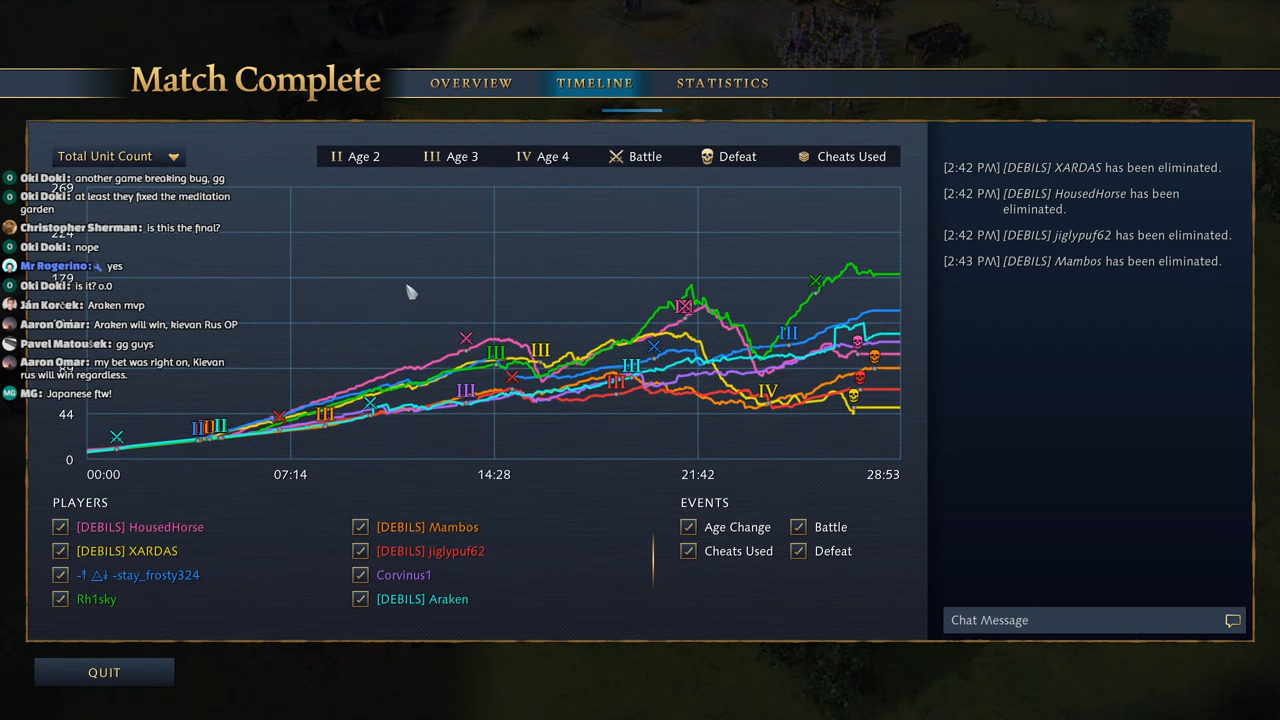 Match Complete
OVERVIEW
TIMELINE
STATISTICS
Total Unit Count
II Age 2
III Age 3
IV Age 4
Battle
Defeat
Cheats Used
Oki Doki: another game breaking bug, gg
Oki Doki: at least they fixed the meditation
garden
Christopher Sherman: is this the final?
Oki Doki: nope
Mr Rogerino: yes
Oki Doki: is it? o.0
Ján Korček: Araken mvp
Aaron Omar: Araken will win, kievan Rus OP
Pavel Matoušek: gg guys
Aaron Omar: my bet was right on, Kievan
rus will win regardless.
MG: Japanese ftw!
269
224
179
44
0
00:00
07:14
14:28
21:42
28:53
PLAYERS
[DEBILS] HousedHorse
[DEBILS] XARDAS
-stay_frosty324
Rh1sky
[DEBILS] Mambos
[DEBILS] jiglypuf62
Corvinus1
[DEBILS] Araken
EVENTS
Age Change
Battle
Cheats Used
Defeat
[2:42 PM] [DEBILS] XARDAS has been eliminated.
[2:42 PM] [DEBILS] HousedHorse has been
eliminated.
[2:42 PM] [DEBILS] jiglypuf62 has been eliminated.
[2:43 PM] [DEBILS] Mambos has been eliminated.
Chat Message
QUIT